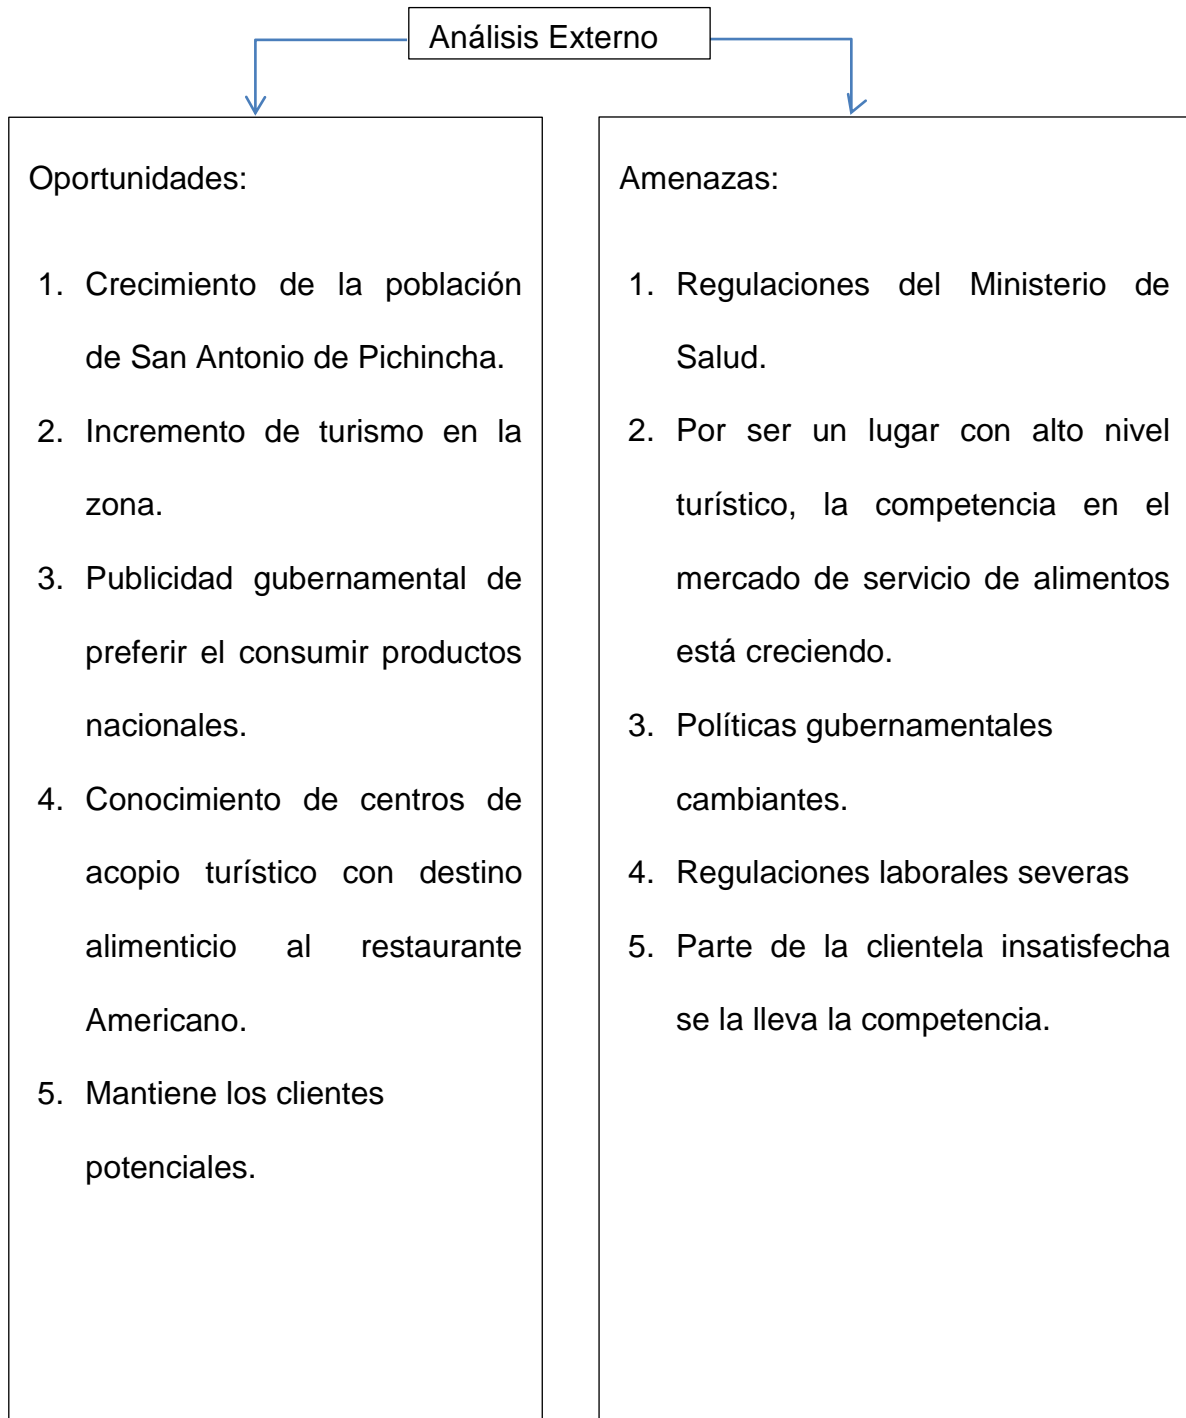 Análisis Externo
Oportunidades:
1. Crecimiento de la población
de San Antonio de Pichincha.
2. Incremento de turismo en la
zona.
3. Publicidad gubernamental de
preferir el consumir productos
nacionales.
4. Conocimiento de centros de
acopio turístico con destino
alimenticio al restaurante
Americano.
5. Mantiene los clientes
potenciales.
Amenazas:
1. Regulaciones del Ministerio de
Salud.
2. Por ser un lugar con alto nivel
turístico, la competencia en el
mercado de servicio de alimentos
está creciendo.
3. Políticas gubernamentales
cambiantes.
4. Regulaciones laborales severas
5. Parte de la clientela insatisfecha
se la lleva la competencia.